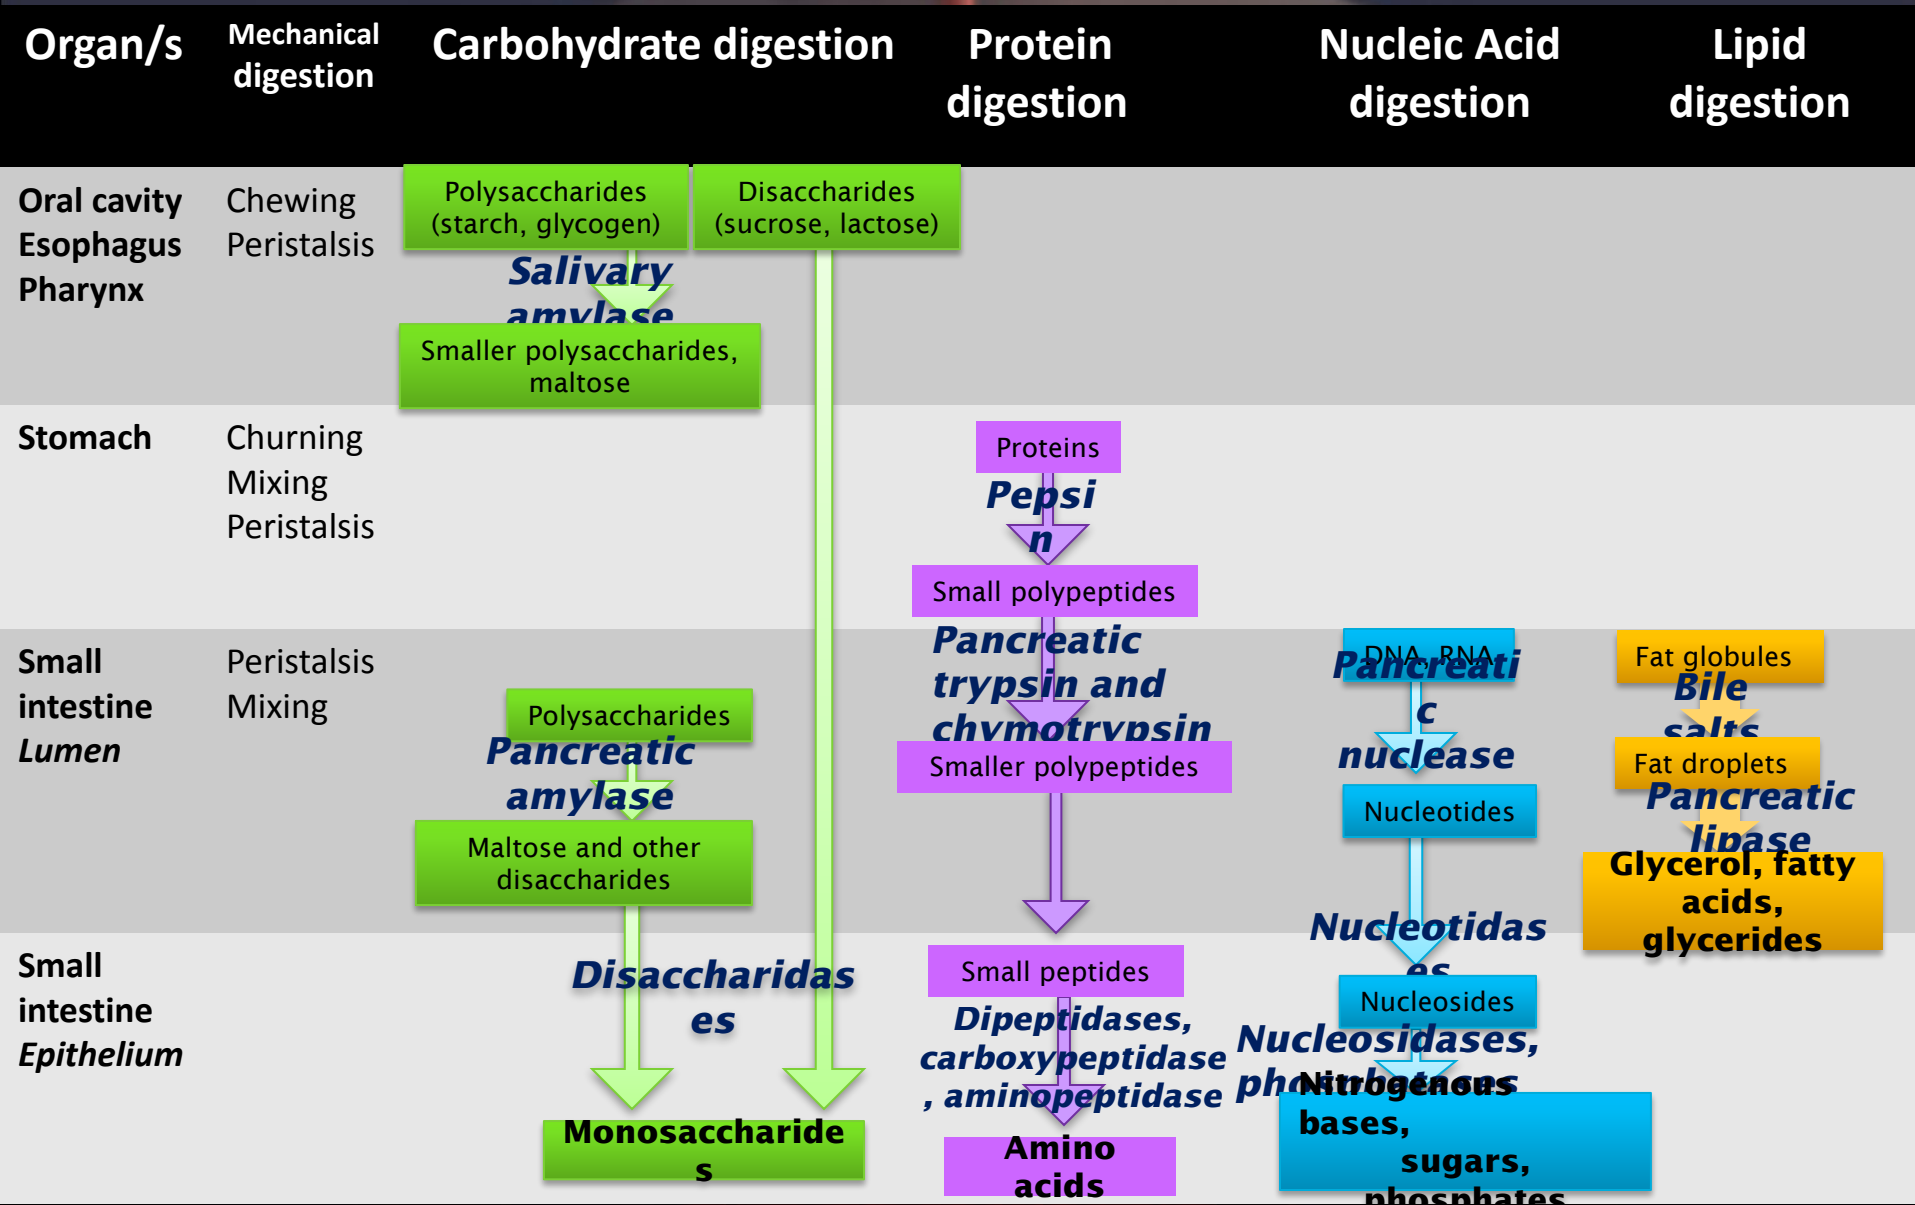 Organ/s
Mechanical
digestion
Carbohydrate digestion
Protein
digestion
Nucleic Acid
digestion
Lipid
digestion
Oral cavity
Esophagus
Pharynx
Chewing
Peristalsis
Polysaccharides
(starch, glycogen)
Disaccharides
(sucrose, lactose)
Salivary
amylase
Smaller polysaccharides,
maltose
Stomach
Churning
Mixing
Peristalsis
Proteins
Pepsi
n
Small polypeptides
Small
intestine
Lumen
Peristalsis
Mixing
Polysaccharides
Pancreatic
amylase
Maltose and other
disaccharides
Pancreatic
trypsin and
chymotrypsin
Smaller polypeptides
DNA, RNA
Pancreati
c
nuclease
Nucleotides
Fat globules
Bile
salts
Fat droplets
Pancreatic
lipase
Glycerol, fatty
acids,
glycerides
Small
intestine
Epithelium
Disaccharidas
es
Monosaccharide
s
Small peptides
Dipeptidases,
carboxypeptidase
, aminopeptidase
Amino
acids
Nucleotidas
es
Nucleosides
Nucleosidases,
phosphatases
Nitrogenous
bases,
sugars,
phosphates